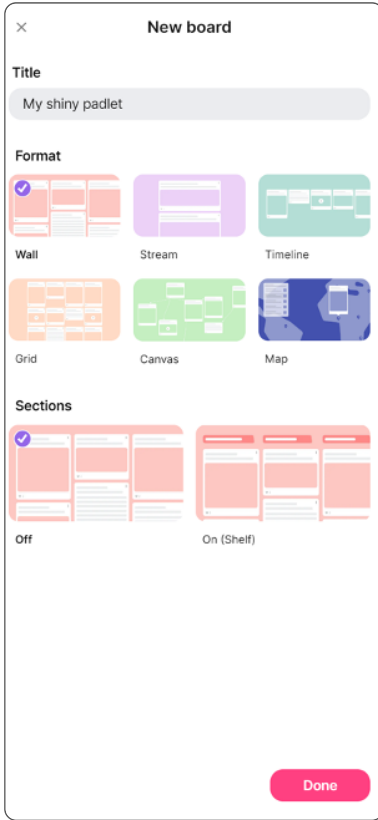 New board
Title
My shiny padlet
Format
Wall
Stream
Timeline
Grid
Canvas
Map
Sections
Off
On (Shelf)
Done